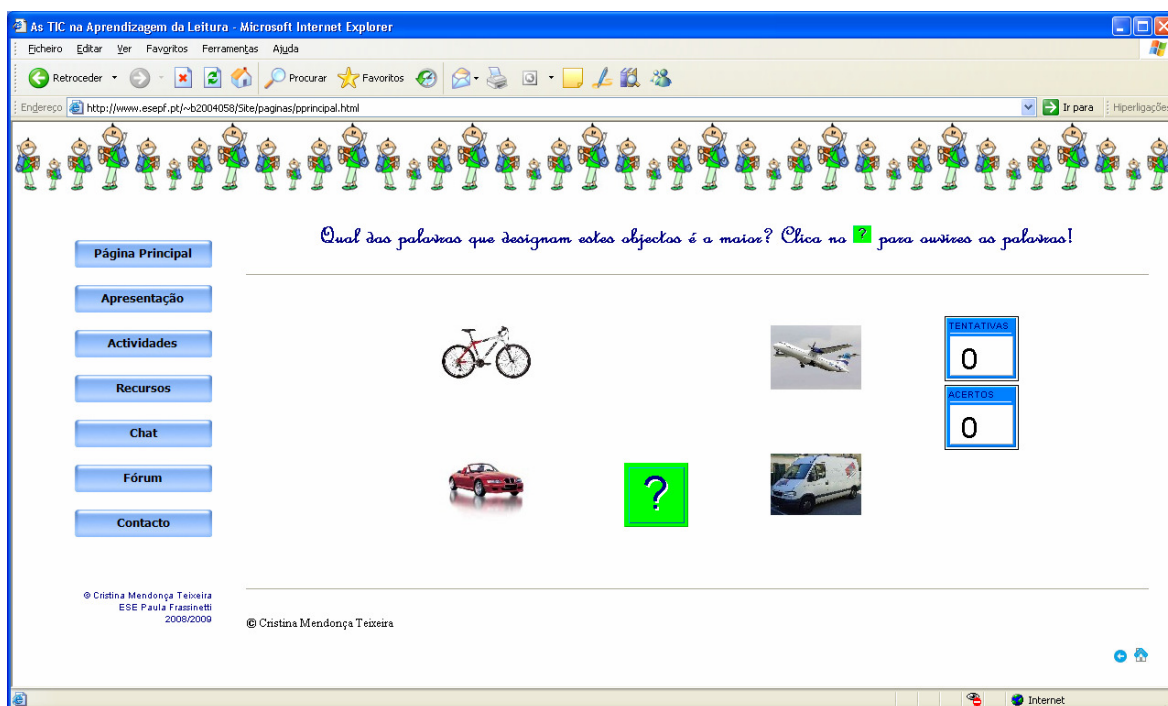 As TIC na Aprendizagem da Leitura - Microsoft Internet Explorer
Ficheiro Editar Ver Favoritos Ferramentas Ajuda
Retroceder Procurar Favoritos
Endereço http://www.esepf.pt/~b2004058/Site/paginas/pprincipal.html Ir para Hiperligações
Qual das palavras que designam estes objectos é a maior? Clica no ? para ouvires as palavras!
Página Principal
Apresentação
Actividades
Recursos
Chat
Fórum
Contacto
TENTATIVAS
0
ACERTOS
0
?
© Cristina Mendonça Teixeira
ESE Paula Frassinetti
2008/2009
© Cristina Mendonça Teixeira
Internet